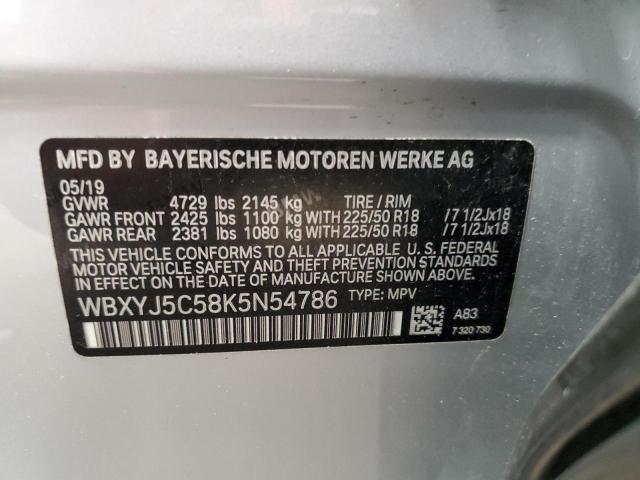 MFD BY BAYERISCHE MOTOREN WERKE AG
05/19
GVWR 4729 lbs 2145 kg TIRE / RIM
GAWR FRONT 2425 lbs 1100 kg WITH 225/50 R18 /7 1/2Jx18
GAWR REAR 2381 lbs 1080 kg WITH 225/50 R18 /7 1/2Jx18
THIS VEHICLE CONFORMS TO ALL APPLICABLE U. S. FEDERAL
MOTOR VEHICLE SAFETY, BUMPER, AND THEFT PREVENTION STANDARDS
IN EFFECT ON THE DATE OF MANUFACTURE SHOWN ABOVE.
WBXYJ5C58K5N54786 TYPE: MPV
A83
7 320 730